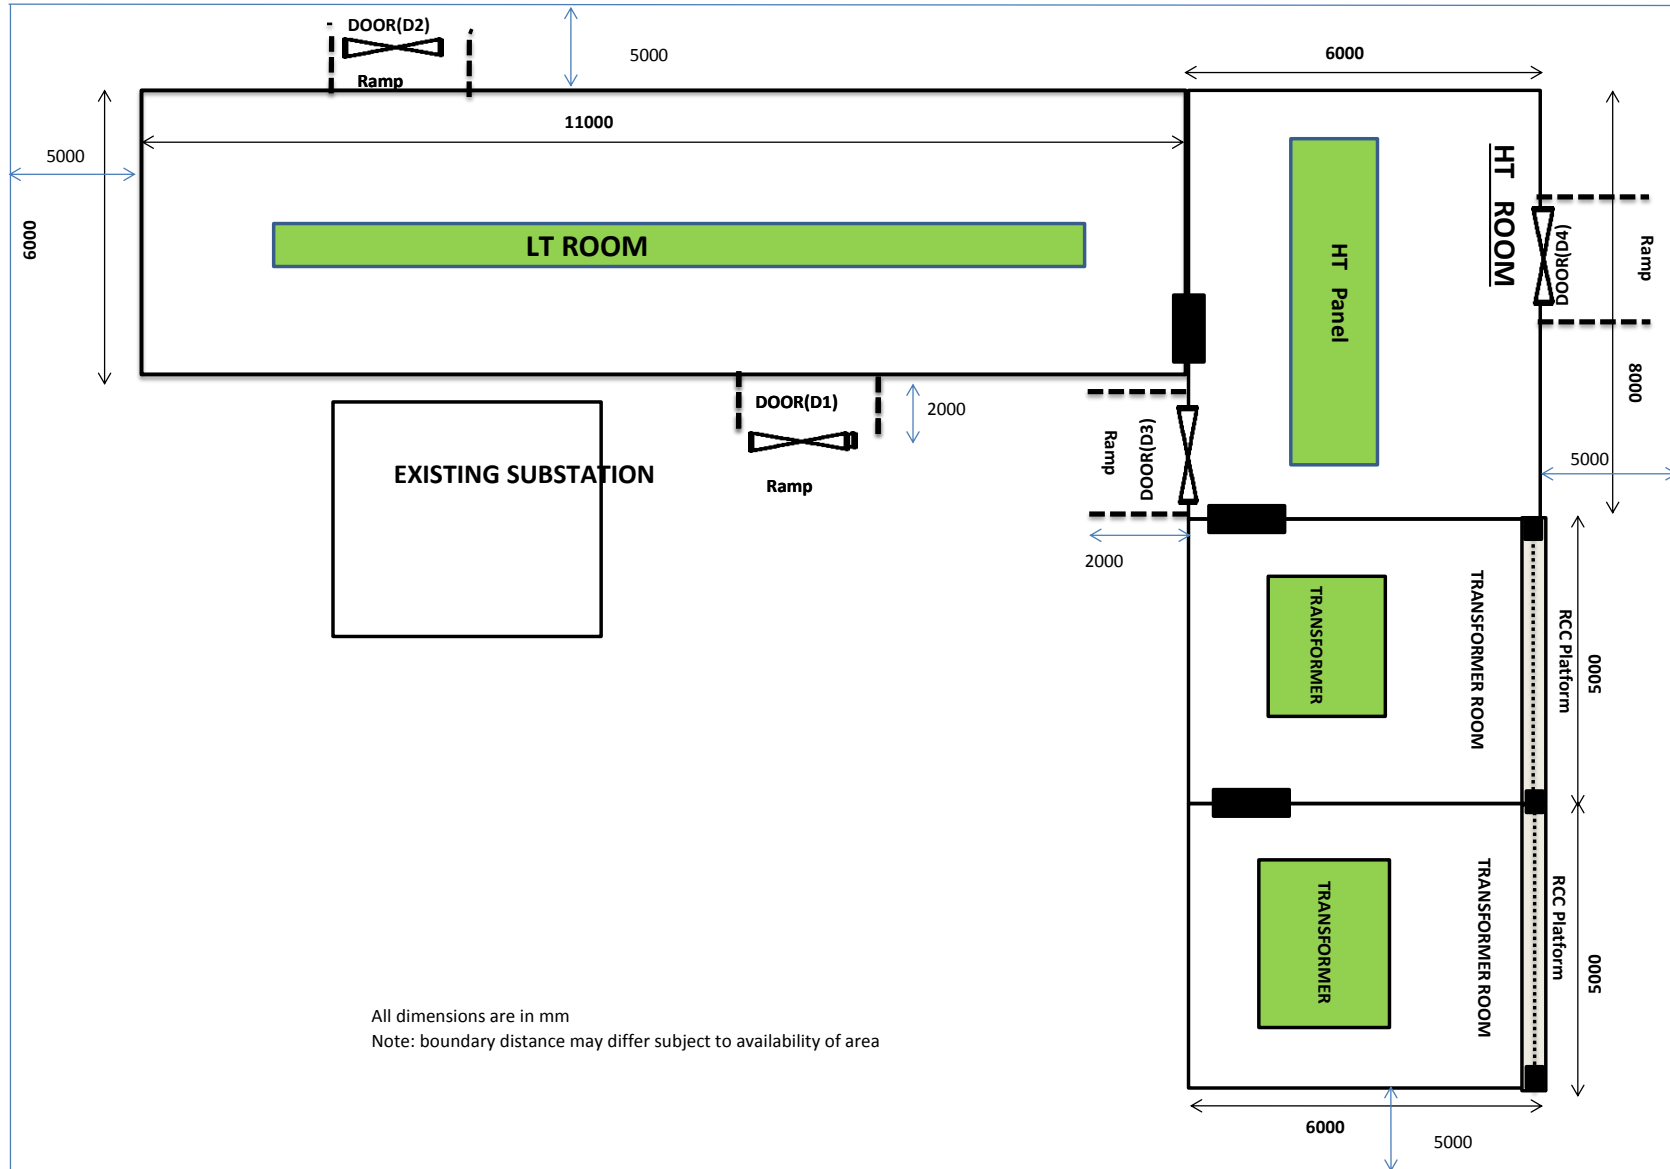 DOOR(D2)
Ramp
5000
6000
11000
5000
6000
LT ROOM
HT Panel
HT ROOM
DOOR(D4)
Ramp
8000
DOOR(D1)
Ramp
2000
DOOR(D3)
Ramp
2000
5000
EXISTING SUBSTATION
TRANSFORMER
TRANSFORMER ROOM
RCC Platform
5000
TRANSFORMER
TRANSFORMER ROOM
RCC Platform
5000
All dimensions are in mm
Note: boundary distance may differ subject to availability of area
6000
5000